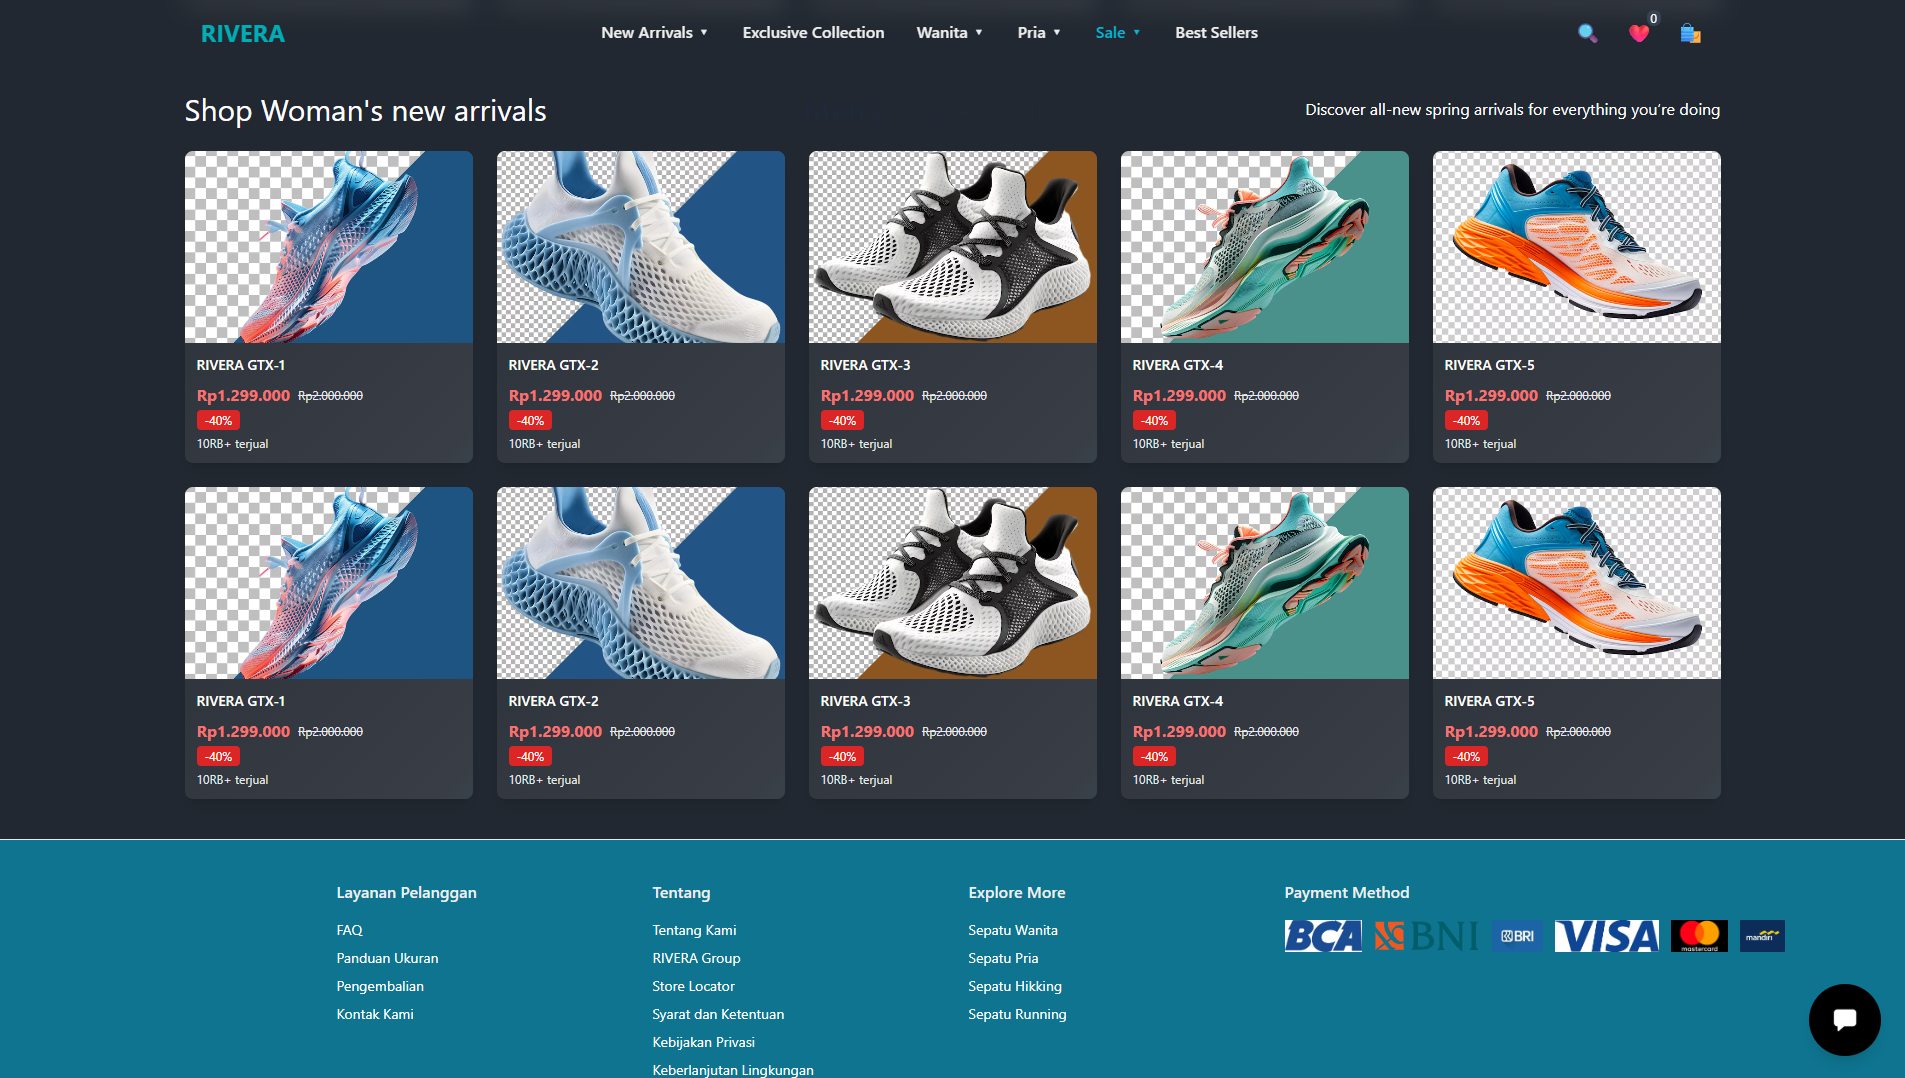 RIVERA
New Arrivals ▼
Exclusive Collection
Wanita ▼
Pria ▼
Sale ▼
Best Sellers
0
Shop Woman's new arrivals
Discover all-new spring arrivals for everything you're doing
RIVERA GTX-1
Rp1.299.000 Rp2.000.000
-40%
10RB+ terjual
RIVERA GTX-2
Rp1.299.000 Rp2.000.000
-40%
10RB+ terjual
RIVERA GTX-3
Rp1.299.000 Rp2.000.000
-40%
10RB+ terjual
RIVERA GTX-4
Rp1.299.000 Rp2.000.000
-40%
10RB+ terjual
RIVERA GTX-5
Rp1.299.000 Rp2.000.000
-40%
10RB+ terjual
RIVERA GTX-1
Rp1.299.000 Rp2.000.000
-40%
10RB+ terjual
RIVERA GTX-2
Rp1.299.000 Rp2.000.000
-40%
10RB+ terjual
RIVERA GTX-3
Rp1.299.000 Rp2.000.000
-40%
10RB+ terjual
RIVERA GTX-4
Rp1.299.000 Rp2.000.000
-40%
10RB+ terjual
RIVERA GTX-5
Rp1.299.000 Rp2.000.000
-40%
10RB+ terjual
Layanan Pelanggan
FAQ
Panduan Ukuran
Pengembalian
Kontak Kami
Tentang
Tentang Kami
RIVERA Group
Store Locator
Syarat dan Ketentuan
Kebijakan Privasi
Keberlanjutan Lingkungan
Explore More
Sepatu Wanita
Sepatu Pria
Sepatu Hikking
Sepatu Running
Payment Method
BCA
BNI
BRI
VISA
mastercard
mandiri